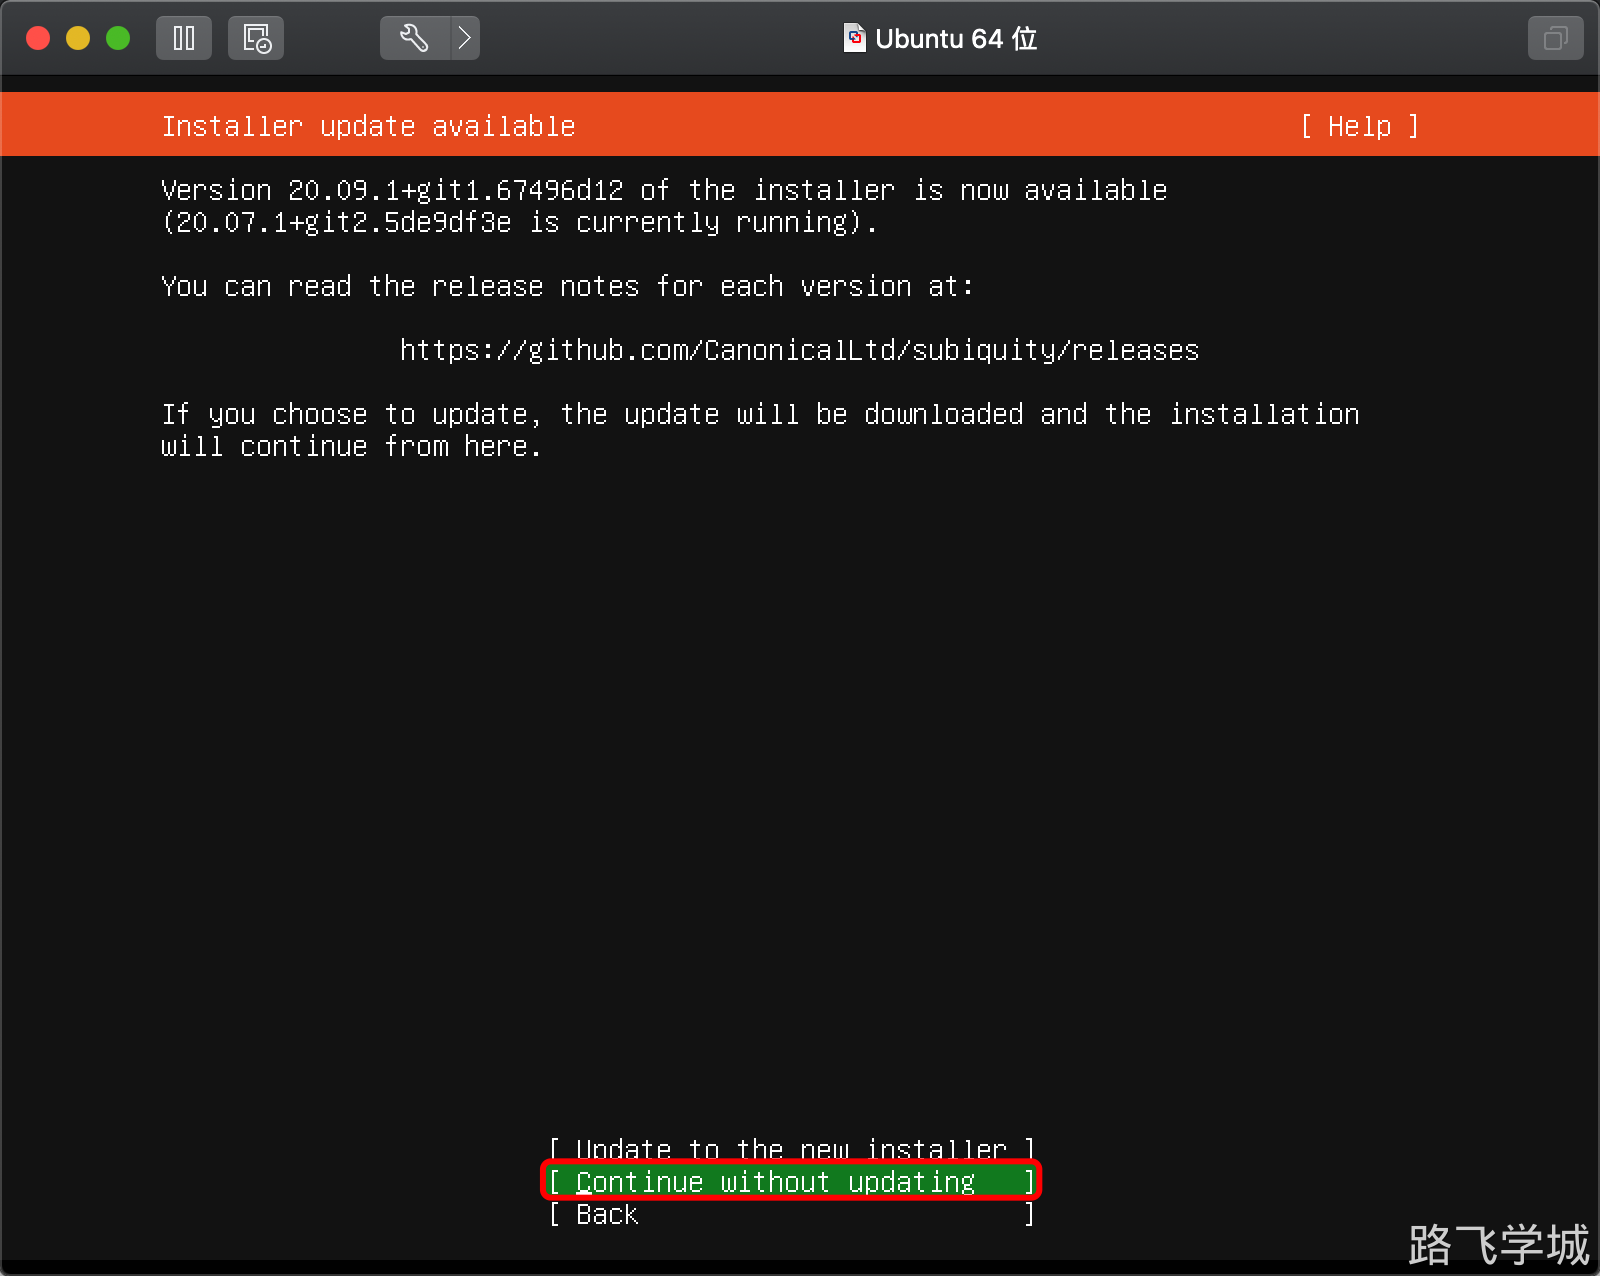 Ubuntu 64 位
Installer update available [ Help ]
Version 20.09.1+git1.67496d12 of the installer is now available
(20.07.1+git2.5de9df3e is currently running).
You can read the release notes for each version at:
https://github.com/CanonicalLtd/subiquity/releases
If you choose to update, the update will be downloaded and the installation
will continue from here.
[ Update to the new installer ]
[ Continue without updating ]
[ Back ]
路飞学城